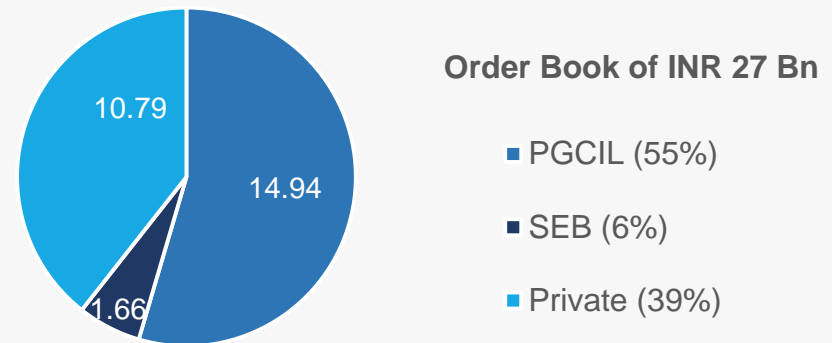 Order Book of INR 27 Bn
10.79
14.94
1.66
PGCIL (55%)
SEB (6%)
Private (39%)